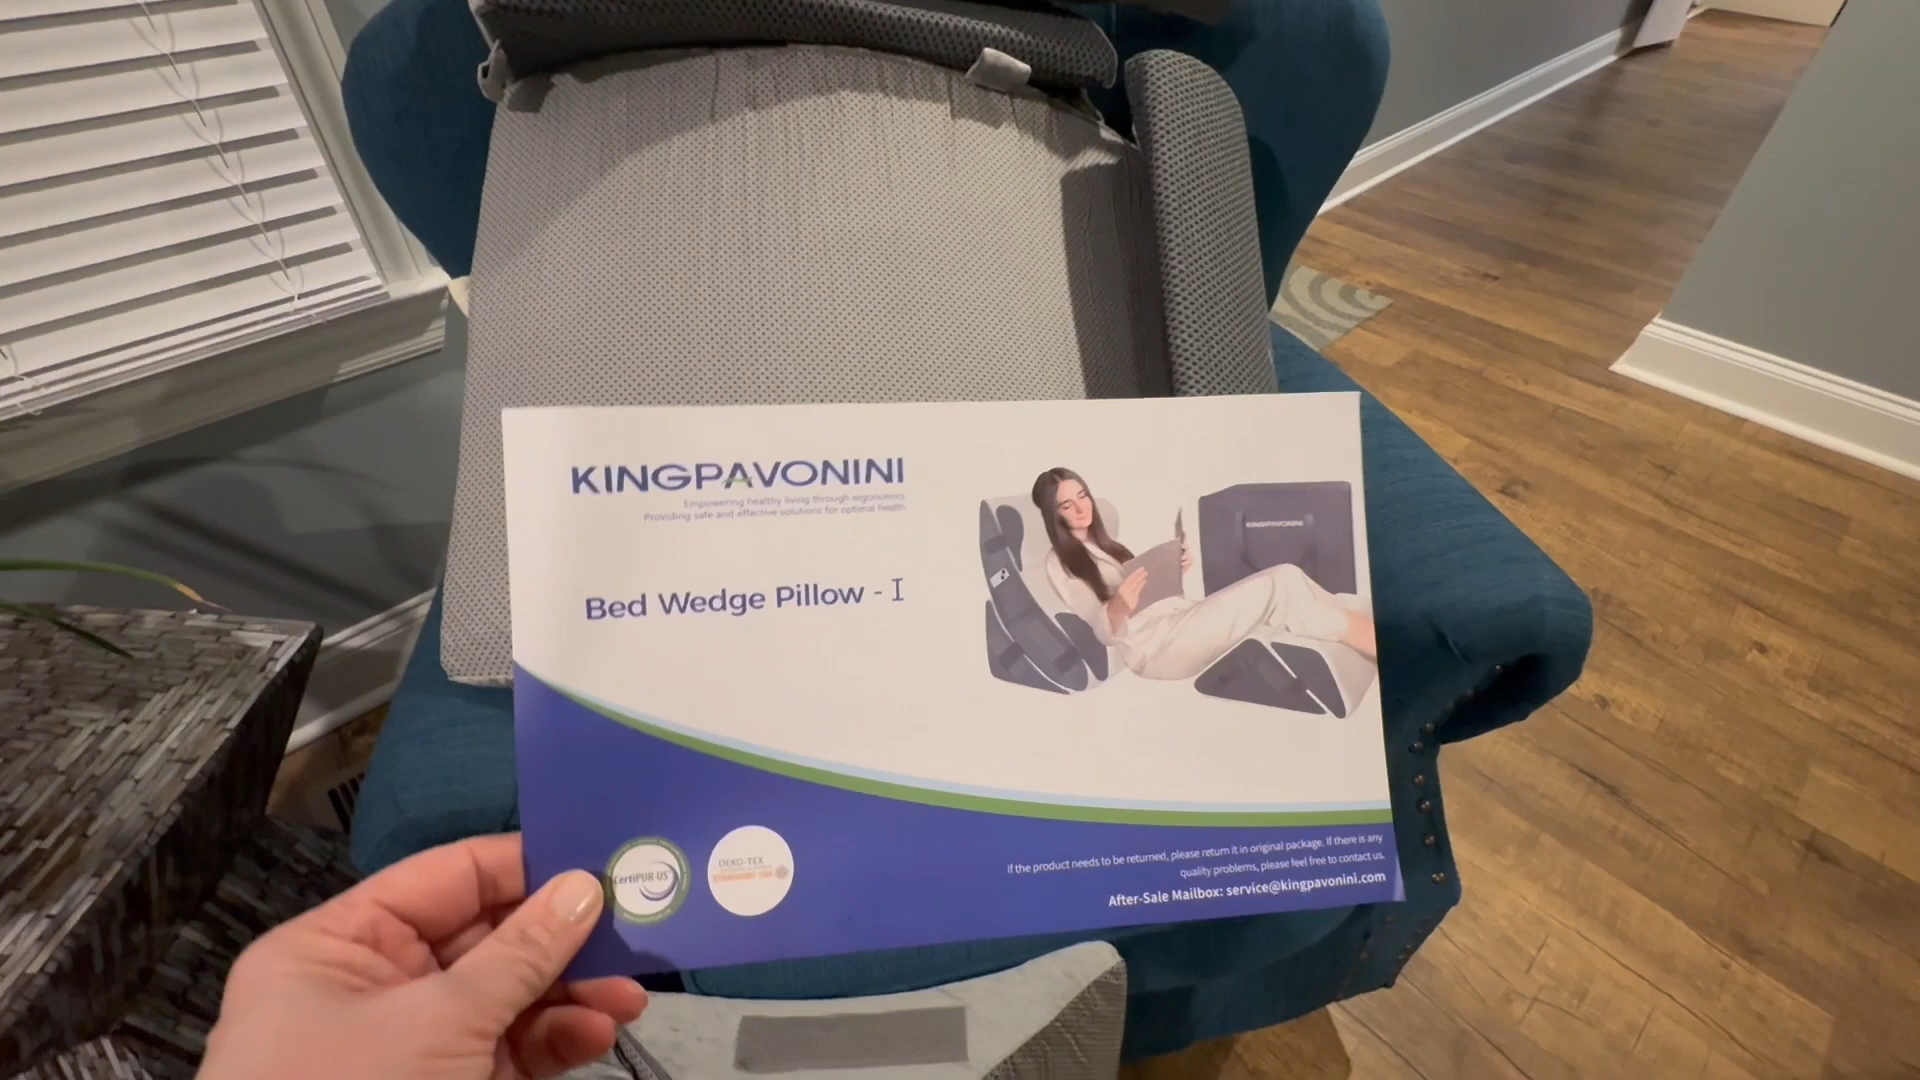 KINGPAVONINI
Empowering healthy living through ergonomics
Providing safe and effective solutions for optimal health
Bed Wedge Pillow - I
KINGPAVONINI
CertiPUR-US
OEKO-TEX
STANDARD 100
If the product needs to be returned, please return it in original package. If there is any
quality problems, please feel free to contact us.
After-Sale Mailbox: service@kingpavonini.com